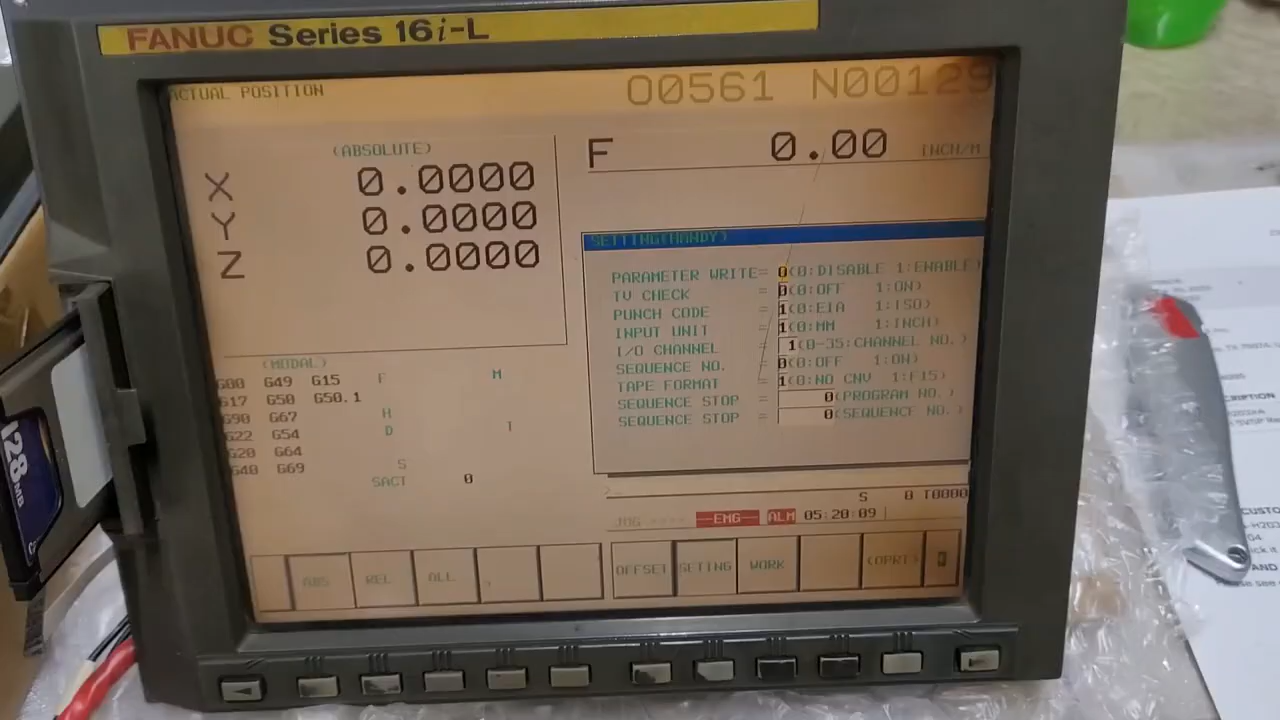 FANUC Series 16i-L
ACTUAL POSITION
O0561 N00129
(ABSOLUTE)
X 0.0000
Y 0.0000
Z 0.0000
F 0.00 INCH/M
SETTING(HANDY)
PARAMETER WRITE= 0(0:DISABLE 1:ENABLE)
TV CHECK = 0(0:OFF 1:ON)
PUNCH CODE = 1(0:EIA 1:ISO)
INPUT UNIT = 1(0:MM 1:INCH)
I/O CHANNEL = 1(0-35:CHANNEL NO.)
SEQUENCE NO. = 0(0:OFF 1:ON)
TAPE FORMAT = 1(0:NO CNV 1:F15)
SEQUENCE STOP = 0(PROGRAM NO.)
SEQUENCE STOP = 0(SEQUENCE NO.)
(MODAL)
G80 G49 G15 F M
G17 G50 G50.1
G90 G67 H
G22 G54 D T
G20 G64
G40 G69 S
SACT 0
S 0 T0000
JOG **** --EMG-- ALM 05:20:09
ABS REL ALL
OFFSET SETING WORK (OPRT)
128MB